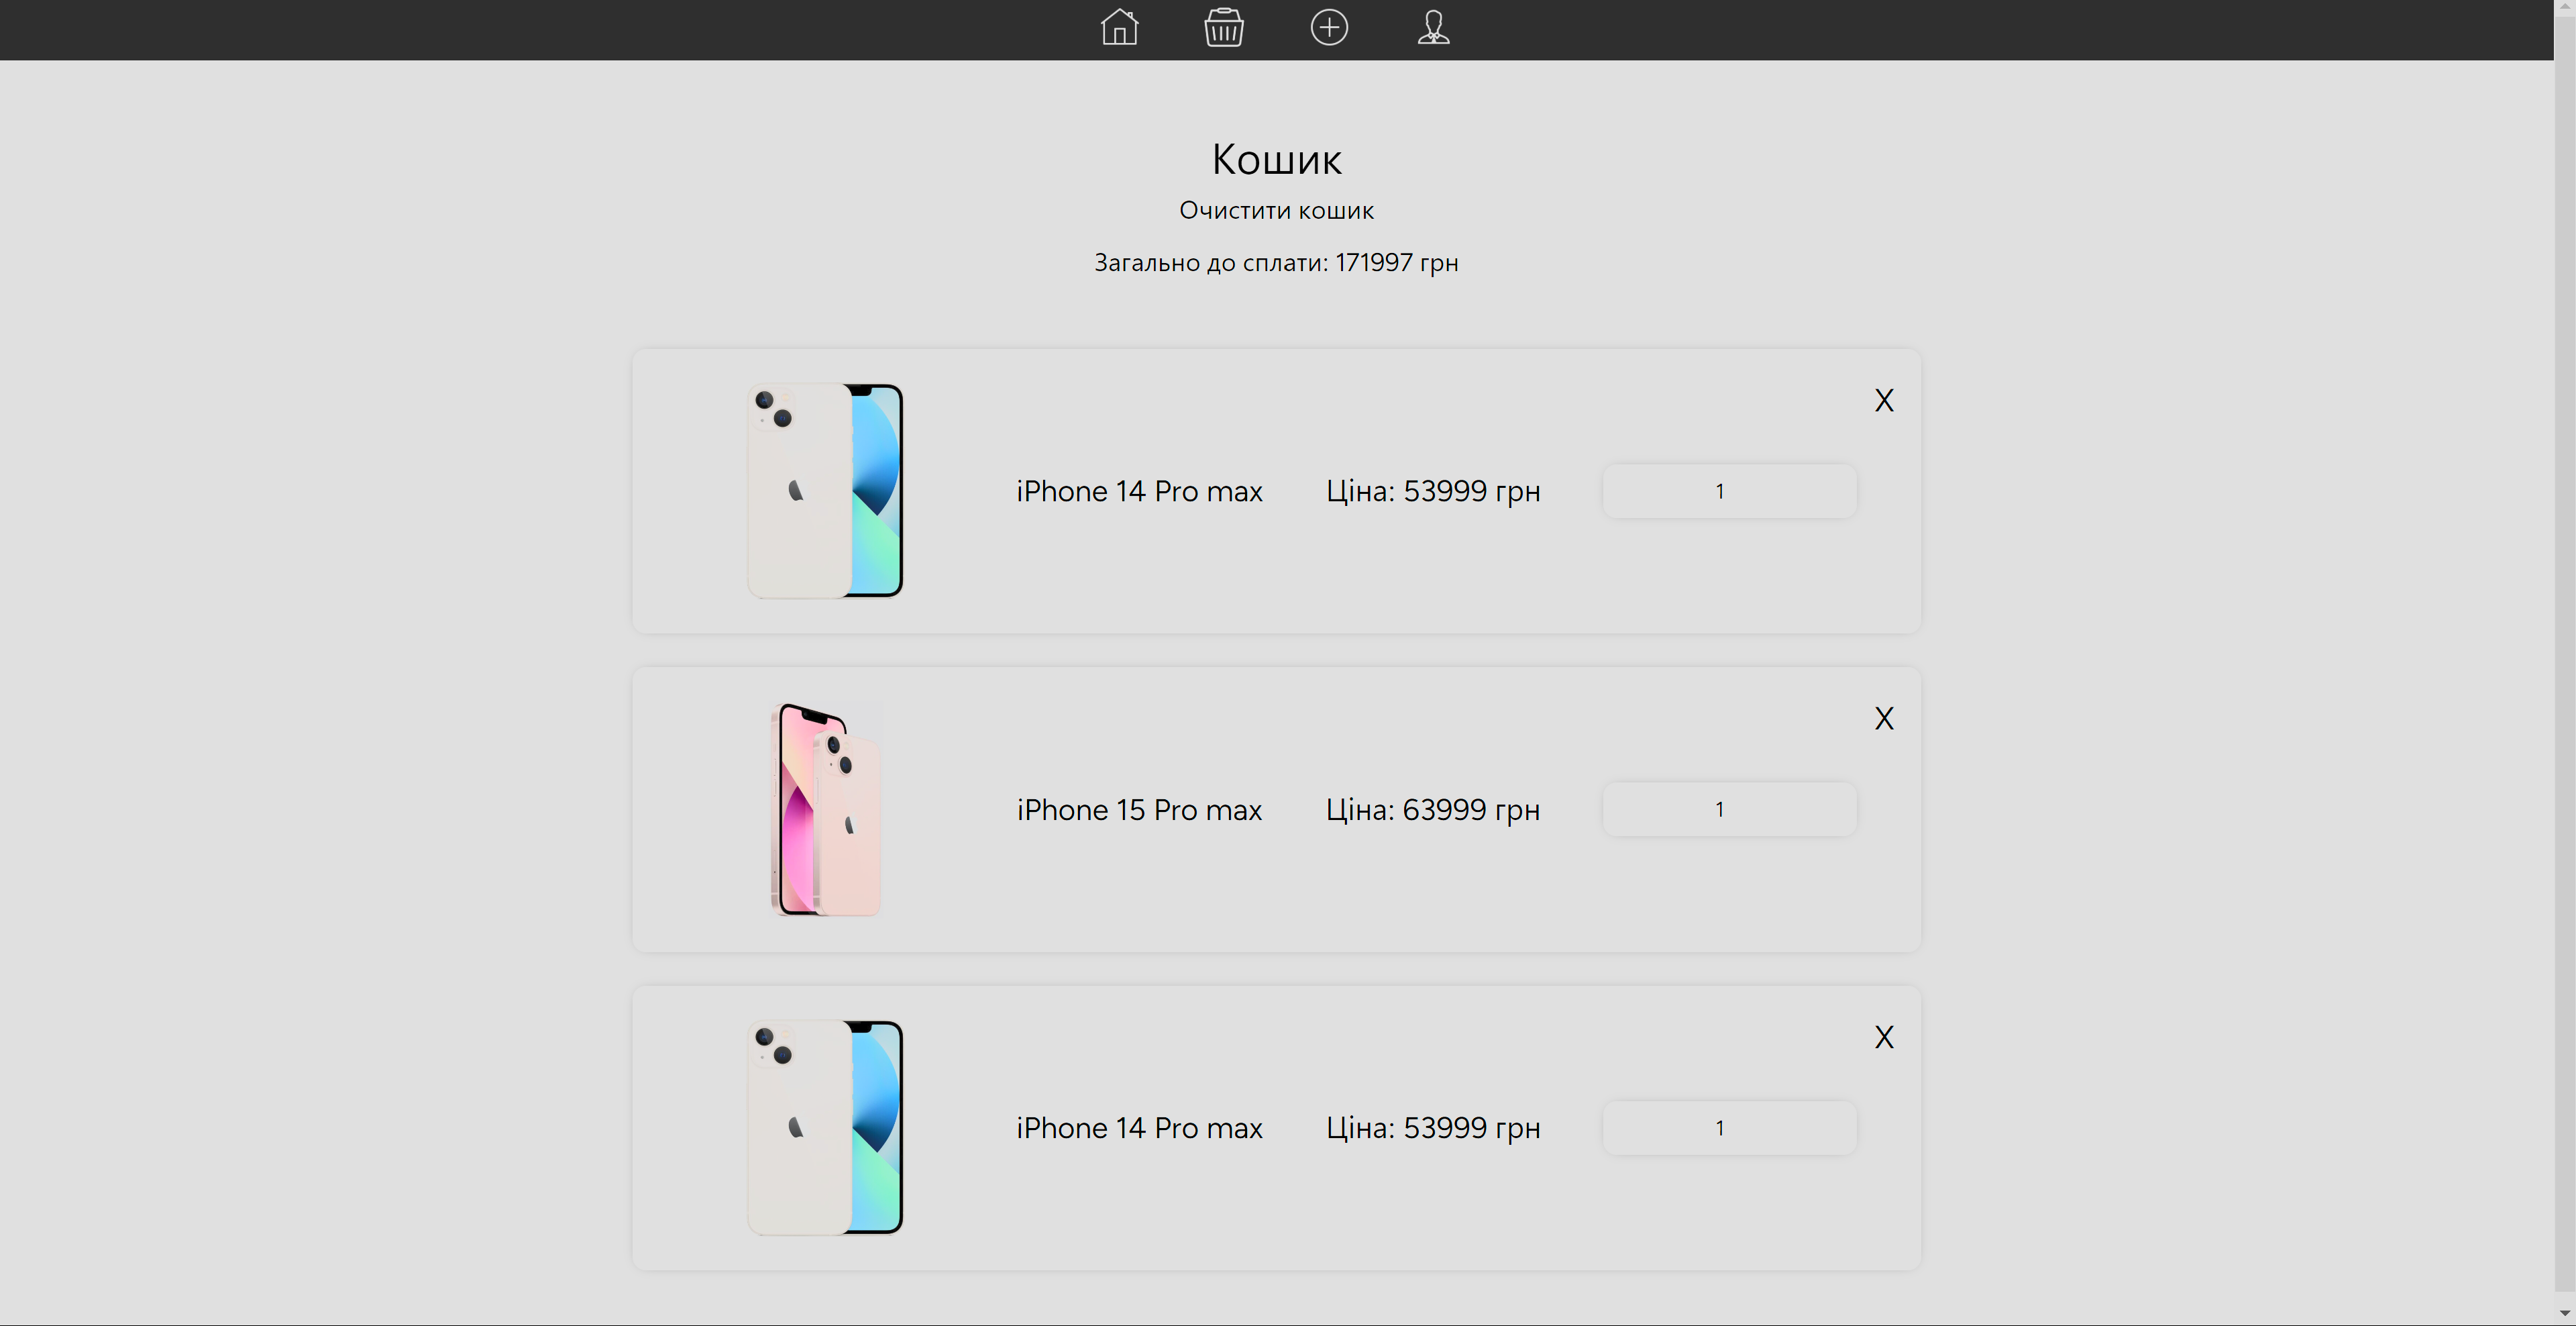 Кошик
Очистити кошик
Загально до сплати: 171997 грн
X
iPhone 14 Pro max Ціна: 53999 грн 1
X
iPhone 15 Pro max Ціна: 63999 грн 1
X
iPhone 14 Pro max Ціна: 53999 грн 1